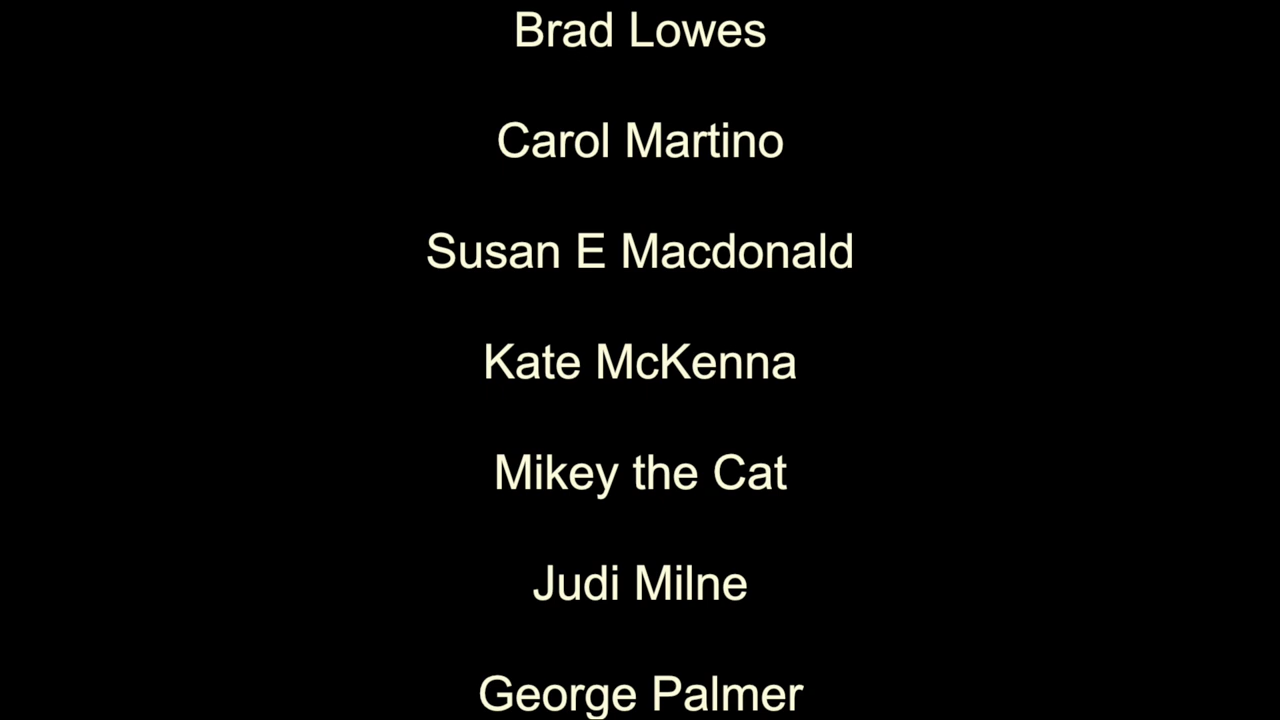 Brad Lowes
Carol Martino
Susan E Macdonald
Kate McKenna
Mikey the Cat
Judi Milne
George Palmer